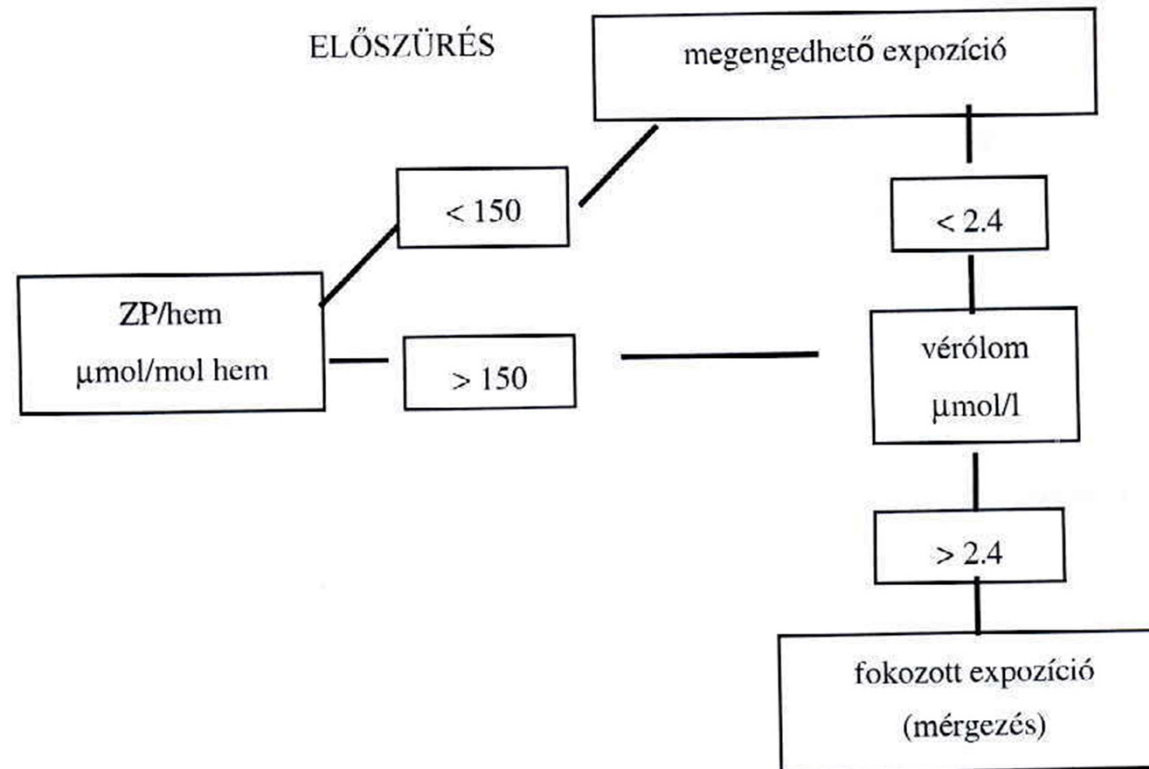 ELŐSZÜRÉS
megengedhető expozíció
< 150
< 2.4
ZP/hem
µmol/mol hem
> 150
vérólom
µmol/l
> 2.4
fokozott expozíció
(mérgezés)